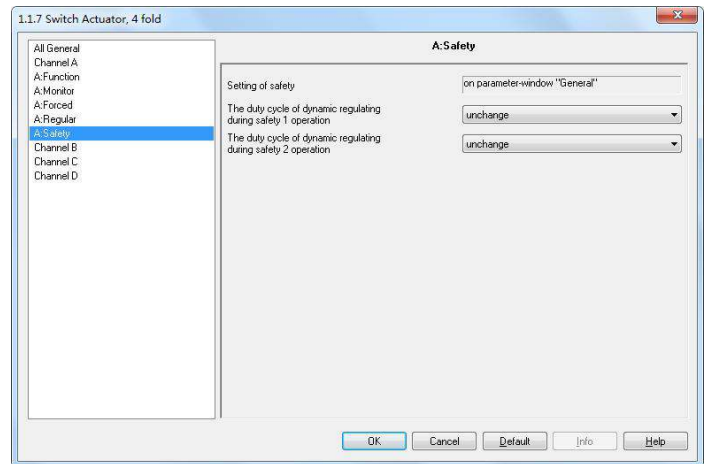 1.1.7 Switch Actuator, 4 fold
All General
Channel A
A:Function
A:Monitor
A:Forced
A:Regular
A:Safety
Channel B
Channel C
Channel D
A:Safety
Setting of safety
on parameter-window "General"
The duty cycle of dynamic regulating
during safety 1 operation
unchange
The duty cycle of dynamic regulating
during safety 2 operation
unchange
OK
Cancel
Default
Info
Help